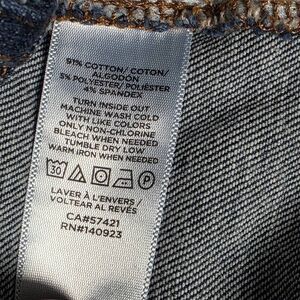 91% COTTON/ COTON/
ALGODÓN
5% POLYESTER/ POLIÉSTER
4% SPANDEX
TURN INSIDE OUT
MACHINE WASH COLD
WITH LIKE COLORS
ONLY NON-CHLORINE
BLEACH WHEN NEEDED
TUMBLE DRY LOW
WARM IRON WHEN NEEDED
30 P
LAVER À L'ENVERS /
VOLTEAR AL REVÉS
CA#57421
RN#140923